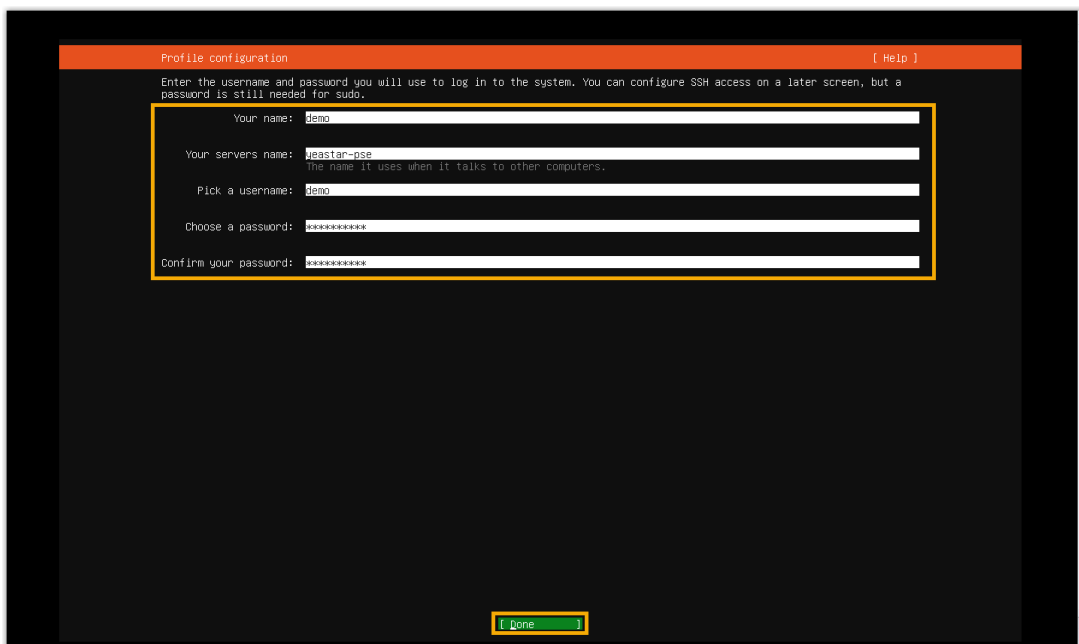 Profile configuration [ Help ]
Enter the username and password you will use to log in to the system. You can configure SSH access on a later screen, but a
password is still needed for sudo.
Your name: demo
Your servers name: yeastar-pse
The name it uses when it talks to other computers.
Pick a username: demo
Choose a password: **********
Confirm your password: **********
[ Done ]